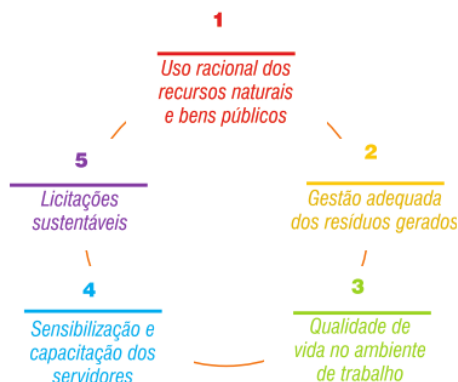 1
Uso racional dos
recursos naturais
e bens públicos
2
Gestão adequada
dos resíduos gerados
3
Qualidade de
vida no ambiente
de trabalho
4
Sensibilização e
capacitação dos
servidores
5
Licitações
sustentáveis